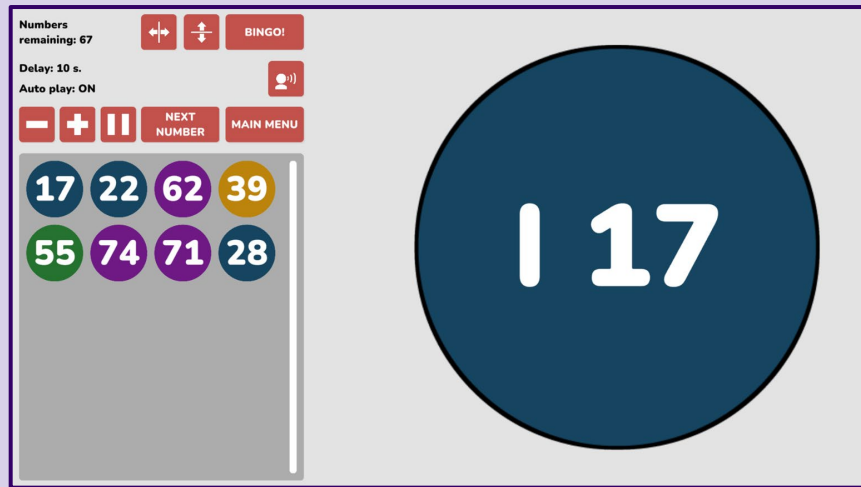 Numbers
remaining: 67
BINGO!
Delay: 10 s.
Auto play: ON
NEXT
NUMBER
MAIN MENU
17 22 62 39
55 74 71 28
I 17